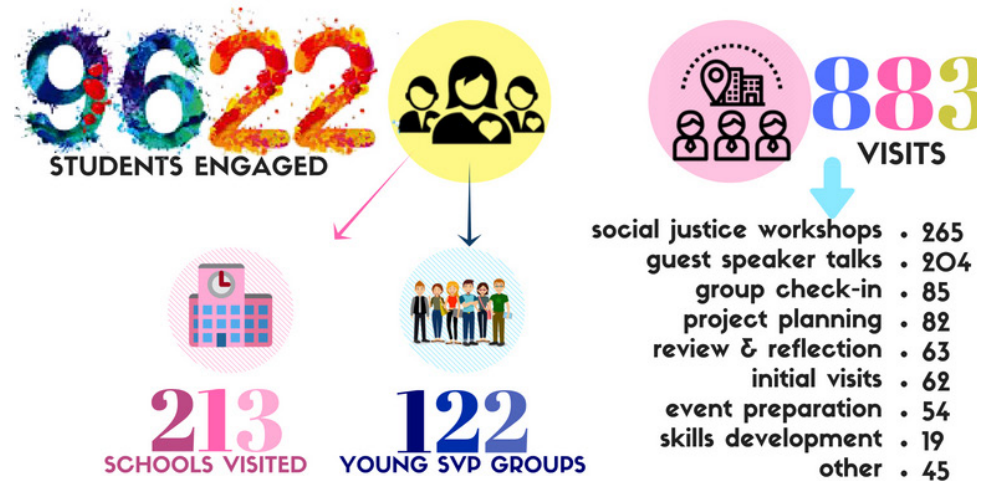 9622
STUDENTS ENGAGED
213
SCHOOLS VISITED
122
YOUNG SVP GROUPS
883
VISITS
social justice workshops • 265
guest speaker talks • 204
group check-in • 85
project planning • 82
review & reflection • 63
initial visits • 62
event preparation • 54
skills development • 19
other • 45